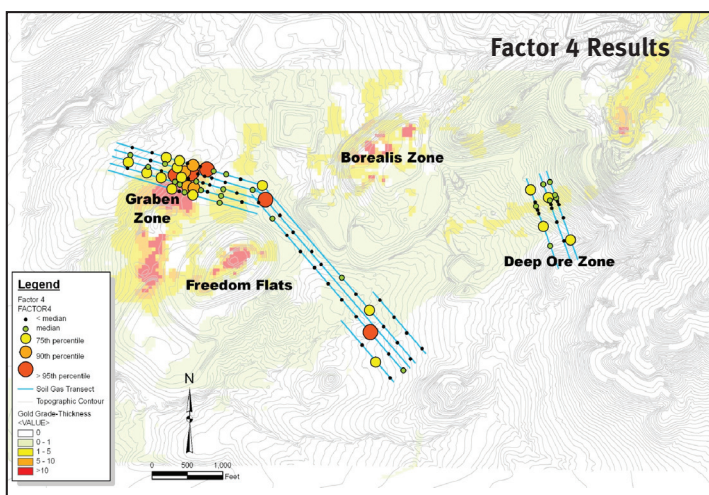 Factor 4 Results
Borealis Zone
Graben
Zone
Deep Ore Zone
Freedom Flats
Legend
Factor 4
FACTOR4
< median
median
75th percentile
90th percentile
> 95th percentile
Soil Gas Transect
Topographic Contour
Gold Grade-Thickness
<VALUE>
0
0 - 1
1 - 5
5 - 10
>10
N
0 500 1,000
Feet